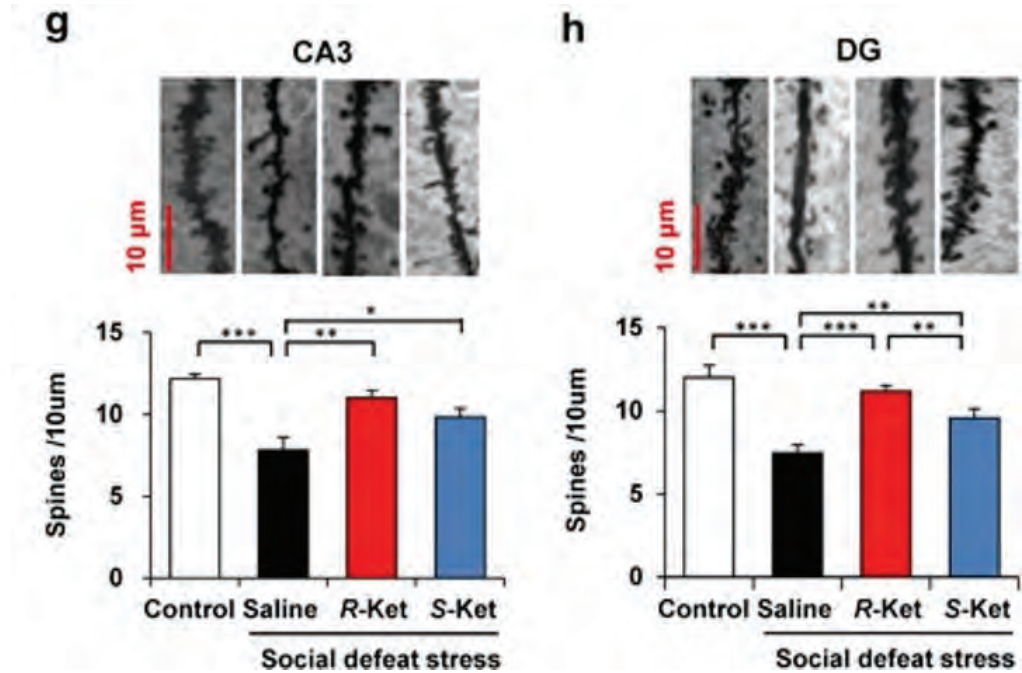 g
CA3
10 µm
***
**
*
Spines /10um
15
10
5
0
Control Saline R-Ket S-Ket
Social defeat stress
h
DG
10 µm
***
**
***
**
Spines /10um
15
10
5
0
Control Saline R-Ket S-Ket
Social defeat stress